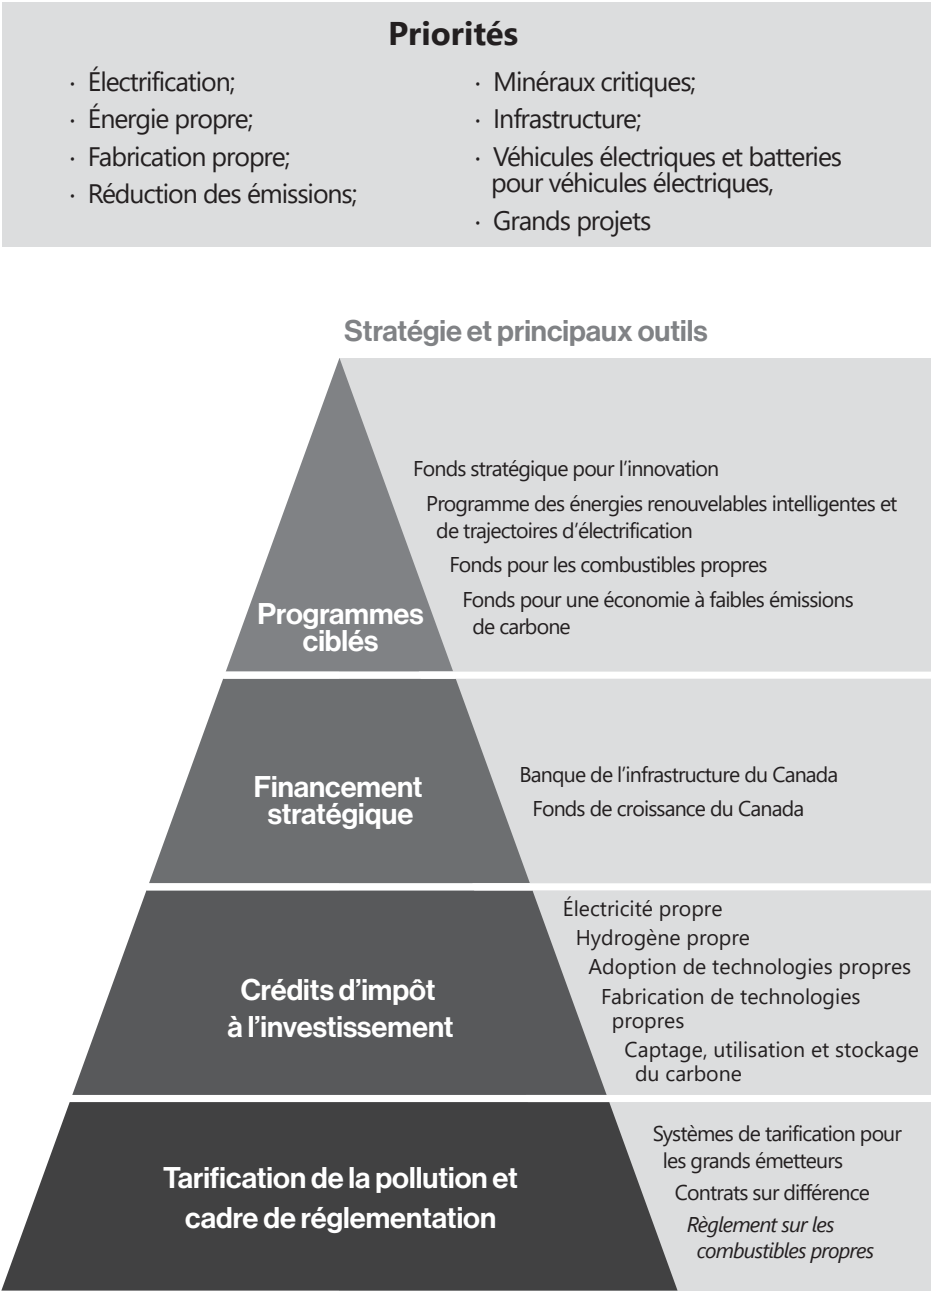 Priorités
· Électrification;
· Énergie propre;
· Fabrication propre;
· Réduction des émissions;
· Minéraux critiques;
· Infrastructure;
· Véhicules électriques et batteries
pour véhicules électriques,
· Grands projets
Stratégie et principaux outils
Programmes
ciblés
Fonds stratégique pour l’innovation
Programme des énergies renouvelables intelligentes et
de trajectoires d’électrification
Fonds pour les combustibles propres
Fonds pour une économie à faibles émissions
de carbone
Financement
stratégique
Banque de l’infrastructure du Canada
Fonds de croissance du Canada
Crédits d’impôt
à l’investissement
Électricité propre
Hydrogène propre
Adoption de technologies propres
Fabrication de technologies
propres
Captage, utilisation et stockage
du carbone
Tarification de la pollution et
cadre de réglementation
Systèmes de tarification pour
les grands émetteurs
Contrats sur différence
Règlement sur les
combustibles propres